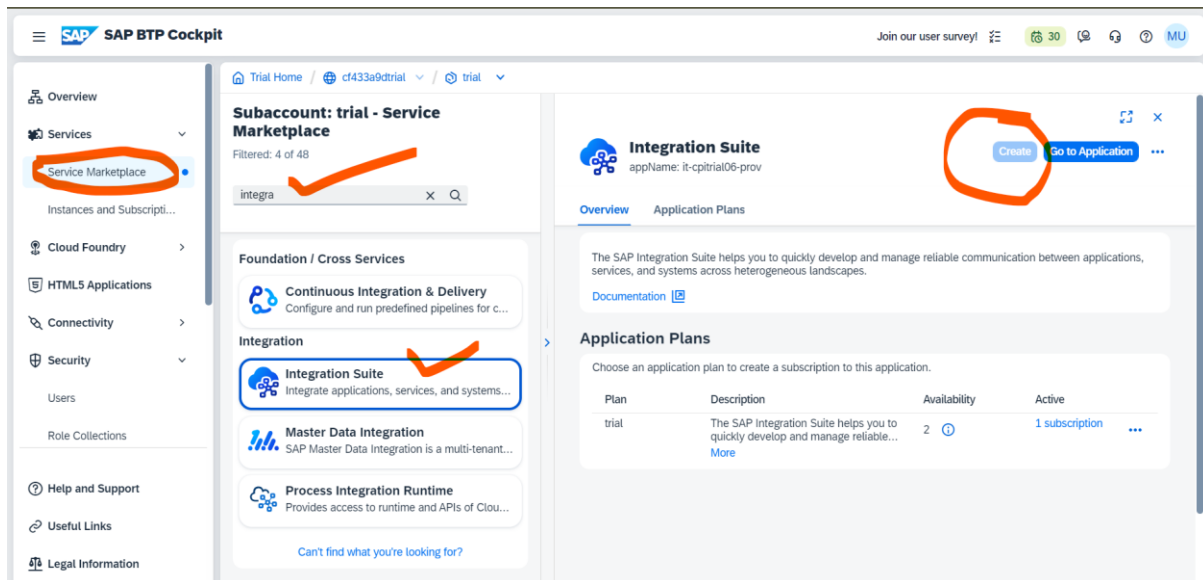 SAP SAP BTP Cockpit
Join our user survey!
30
MU
Overview
Services
Service Marketplace
Instances and Subscripti...
Cloud Foundry
HTML5 Applications
Connectivity
Security
Users
Role Collections
Help and Support
Useful Links
Legal Information
Trial Home / cf433a9dtrial / trial
Subaccount: trial - Service
Marketplace
Filtered: 4 of 48
integra
Foundation / Cross Services
Continuous Integration & Delivery
Configure and run predefined pipelines for c...
Integration
Integration Suite
Integrate applications, services, and systems...
Master Data Integration
SAP Master Data Integration is a multi-tenant...
Process Integration Runtime
Provides access to runtime and APIs of Clou...
Can't find what you're looking for?
Integration Suite
appName: it-cpitrial06-prov
Create
Go to Application
Overview
Application Plans
The SAP Integration Suite helps you to quickly develop and manage reliable communication between applications,
services, and systems across heterogeneous landscapes.
Documentation
Application Plans
Choose an application plan to create a subscription to this application.
Plan Description Availability Active
trial The SAP Integration Suite helps you to 2 1 subscription
quickly develop and manage reliable...
More